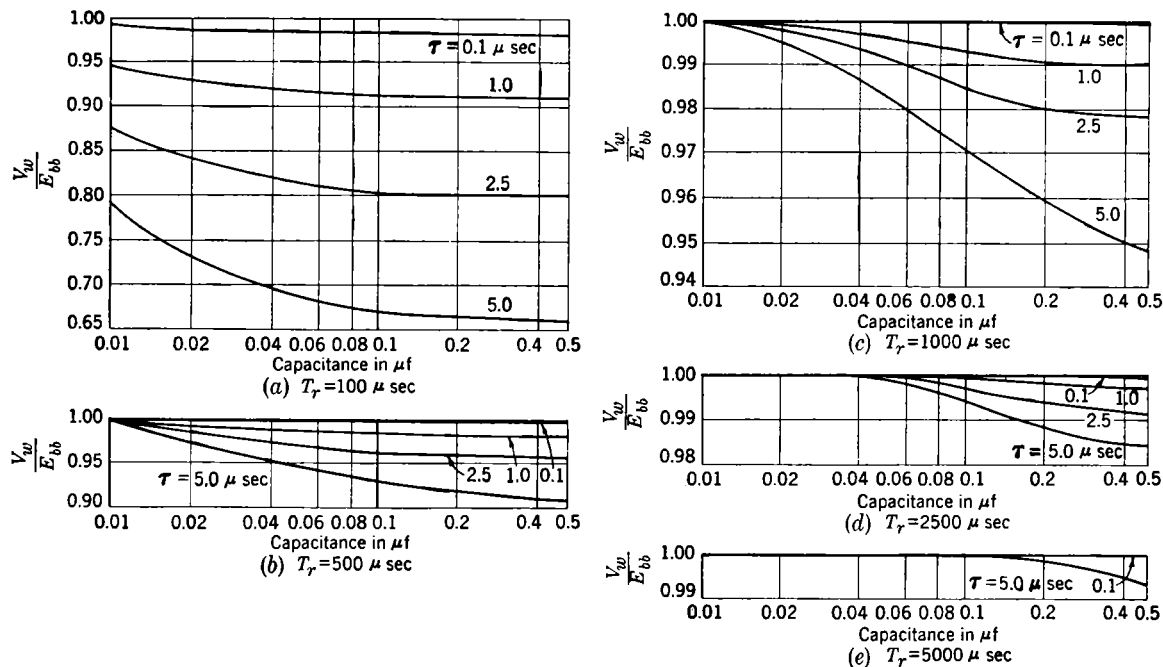 1.00
0.95
0.90
0.85
0.80
0.75
0.70
0.65
V_w
E_bb
τ = 0.1 μ sec
1.0
2.5
5.0
0.01 0.02 0.04 0.06 0.08 0.1 0.2 0.4 0.5
Capacitance in μf
(a) T_r=100 μ sec
1.00
0.95
0.90
V_w
E_bb
τ = 5.0 μ sec
2.5
1.0
0.1
0.01 0.02 0.04 0.06 0.08 0.1 0.2 0.4 0.5
Capacitance in μf
(b) T_r=500 μ sec
1.00
0.99
0.98
0.97
0.96
0.95
0.94
V_w
E_bb
τ = 0.1 μ sec
1.0
2.5
5.0
0.01 0.02 0.04 0.06 0.08 0.1 0.2 0.4 0.5
Capacitance in μf
(c) T_r=1000 μ sec
1.00
0.99
0.98
V_w
E_bb
0.1
1.0
2.5
τ = 5.0 μ sec
0.01 0.02 0.04 0.06 0.08 0.1 0.2 0.4 0.5
Capacitance in μf
(d) T_r=2500 μ sec
1.00
0.99
V_w
E_bb
τ = 5.0 μ sec
0.1
0.01 0.02 0.04 0.06 0.08 0.1 0.2 0.4 0.5
Capacitance in μf
(e) T_r=5000 μ sec